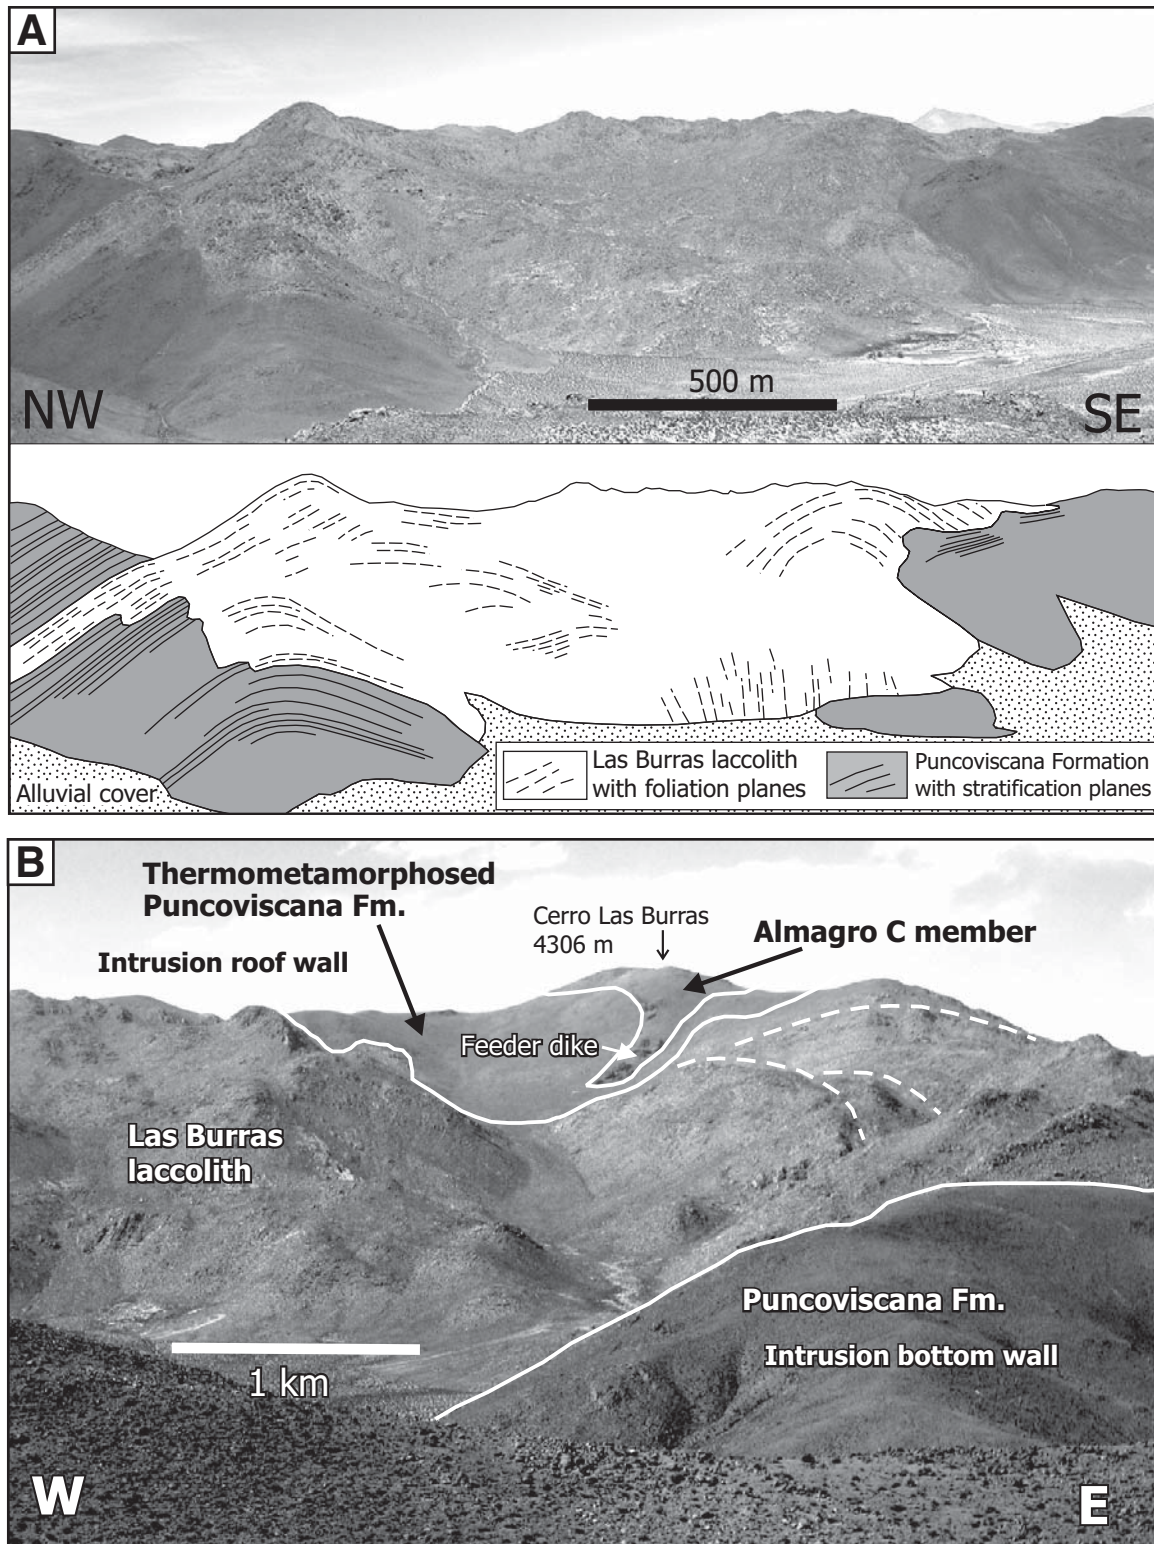 A
NW
500 m
SE
Alluvial cover
Las Burras laccolith
with foliation planes
Puncoviscana Formation
with stratification planes
B
Thermometamorphosed
Puncoviscana Fm.
Intrusion roof wall
Cerro Las Burras
4306 m
Almagro C member
Feeder dike
Las Burras
laccolith
Puncoviscana Fm.
Intrusion bottom wall
1 km
W
E